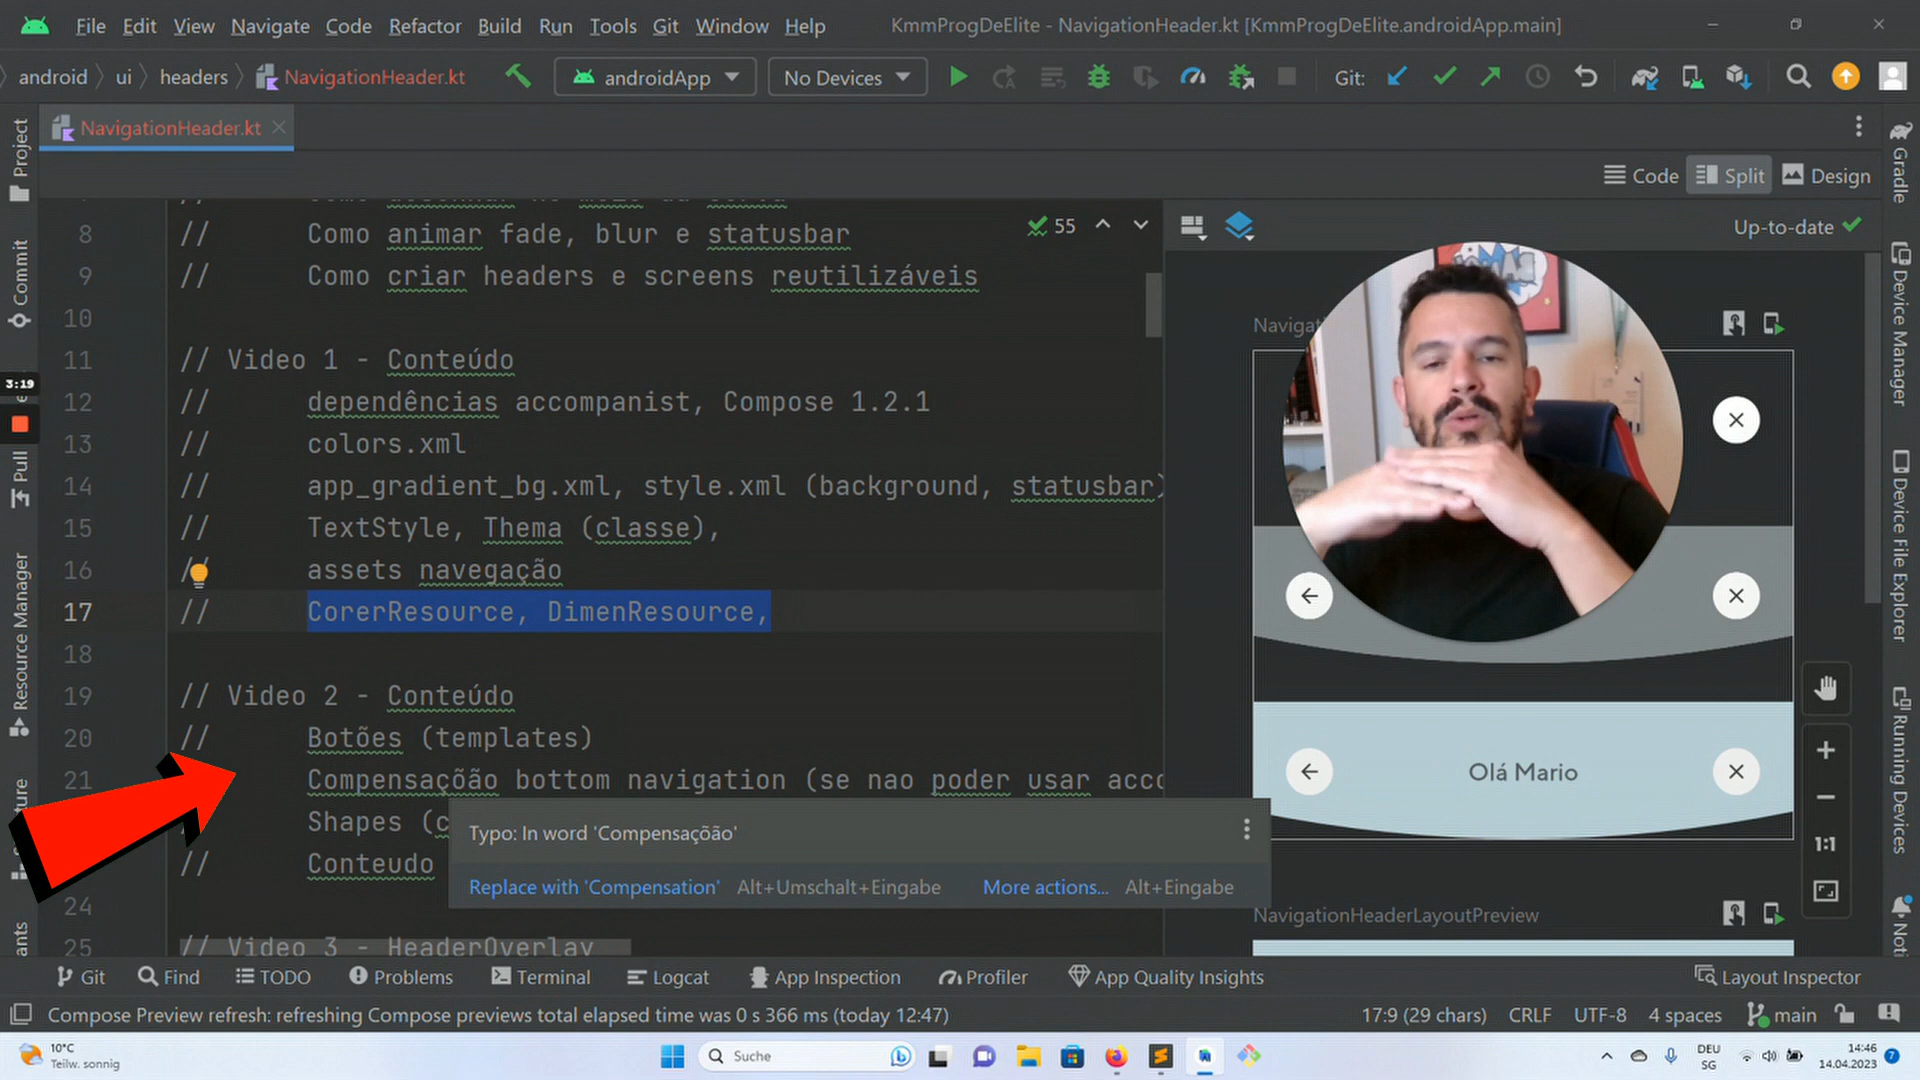 File Edit View Navigate Code Refactor Build Run Tools Git Window Help
KmmProgDeElite - NavigationHeader.kt [KmmProgDeElite.androidApp.main]
android ui headers NavigationHeader.kt androidApp No Devices Git:
NavigationHeader.kt
Code Split Design
Up-to-date
55
8 // Como animar fade, blur e statusbar
9 // Como criar headers e screens reutilizáveis
10
11 // Video 1 - Conteúdo
12 // dependências accompanist, Compose 1.2.1
13 // colors.xml
14 // app_gradient_bg.xml, style.xml (background, statusbar)
15 // TextStyle, Thema (classe),
16 assets navegação
17 // CorerResource, DimenResource,
18
19 // Video 2 - Conteúdo
20 // Botões (templates)
21 Compensaçõão bottom navigation (se nao poder usar acco
Shapes (c
// Conteudo
24
25 // Video 3 - HeaderOverlay
Typo: In word 'Compensaçõão'
Replace with 'Compensation' Alt+Umschalt+Eingabe More actions... Alt+Eingabe
Project
Commit
3:19
Pull
Resource Manager
Olá Mario
1:1
NavigationHeaderLayoutPreview
Gradle
Device Manager
Device File Explorer
Running Devices
Git Find TODO Problems Terminal Logcat App Inspection Profiler App Quality Insights Layout Inspector
Compose Preview refresh: refreshing Compose previews total elapsed time was 0 s 366 ms (today 12:47)
17:9 (29 chars) CRLF UTF-8 4 spaces main
10°C
Teilw. sonnig
Suche
DEU
SG
14:46
14.04.2023
7